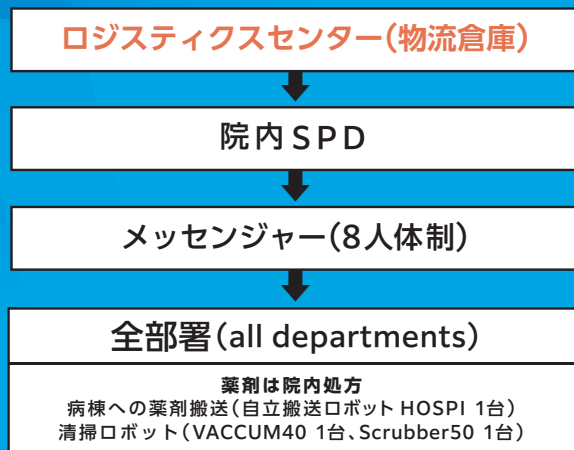 ロジスティクスセンター(物流倉庫)
院内SPD
メッセンジャー(8人体制)
全部署(all departments)
薬剤は院内処方
病棟への薬剤搬送(自立搬送ロボット HOSPI 1台)
清掃ロボット(VACCUM40 1台、Scrubber50 1台)